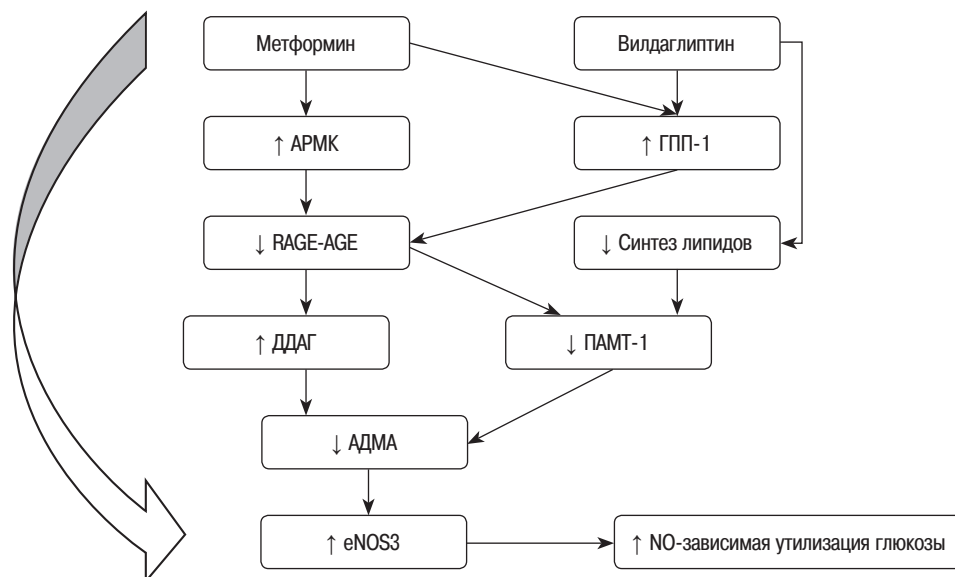 Метформин
Вилдаглиптин
↑ АРМК
↑ ГПП-1
↓ RAGE-AGE
↓ Синтез липидов
↑ ДДАГ
↓ ПАМТ-1
↓ АДМА
↑ eNOS3
↑ NO-зависимая утилизация глюкозы